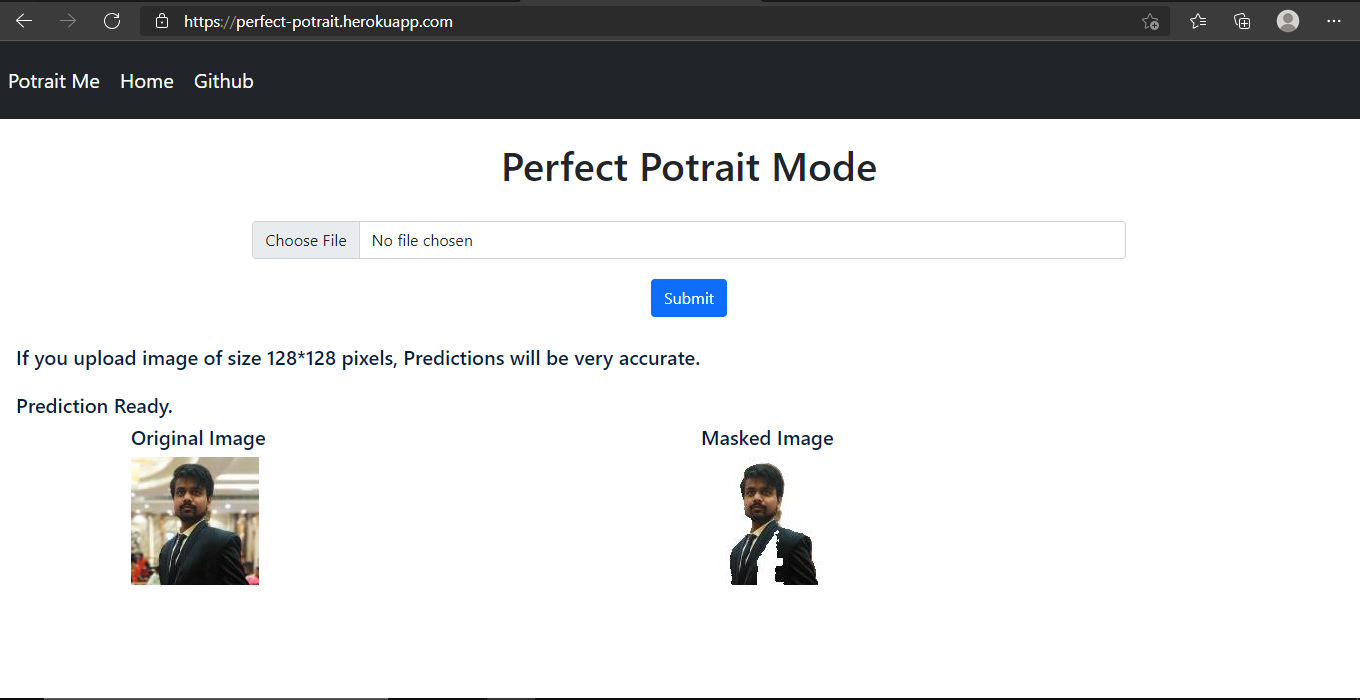 https://perfect-potrait.herokuapp.com
Potrait Me Home Github
Perfect Potrait Mode
Choose File No file chosen
Submit
If you upload image of size 128*128 pixels, Predictions will be very accurate.
Prediction Ready.
Original Image Masked Image